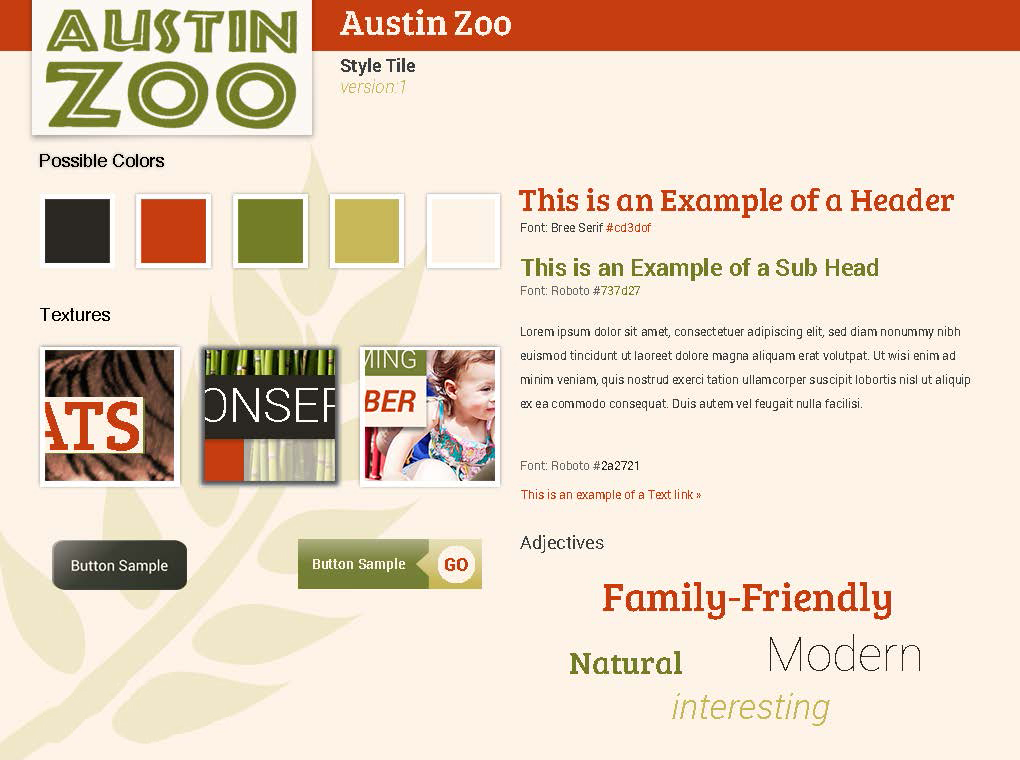 AUSTIN
ZOO
Austin Zoo
Style Tile
version:1
Possible Colors
This is an Example of a Header
Font: Bree Serif #cd3dof
This is an Example of a Sub Head
Font: Roboto #737d27
Textures
ATS
ONSER
MING
BER
Lorem ipsum dolor sit amet, consectetuer adipiscing elit, sed diam nonummy nibh
euismod tincidunt ut laoreet dolore magna aliquam erat volutpat. Ut wisi enim ad
minim veniam, quis nostrud exerci tation ullamcorper suscipit lobortis nisl ut aliquip
ex ea commodo consequat. Duis autem vel feugait nulla facilisi.
Font: Roboto #2a2721
This is an example of a Text link »
Button Sample
Button Sample GO
Adjectives
Family-Friendly
Natural
Modern
interesting